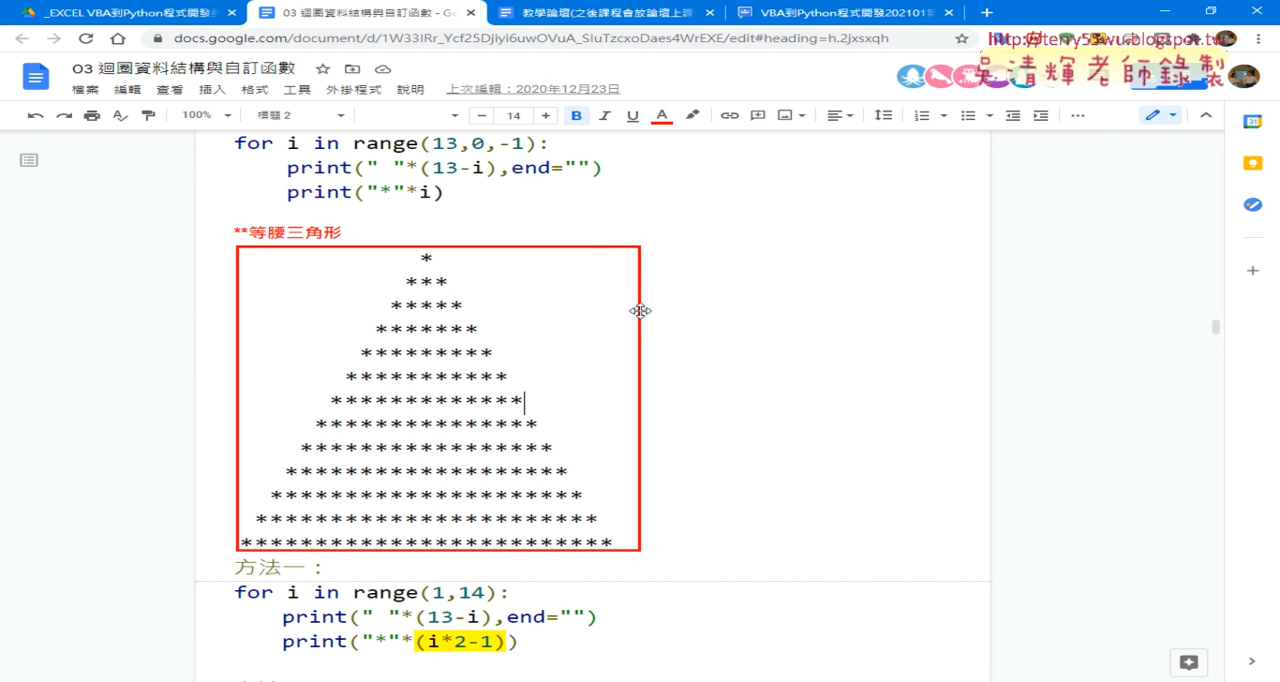 _EXCEL VBA到Python程式開發
03 迴圈資料結構與自訂函數 - Go
教學論壇(之後課程會放論壇上課
VBA到Python程式開發202101
docs.google.com/document/d/1W33lRr_Ycf25Djiyi6uwOVuA_SIuTzcxoDaes4WrEXE/edit#heading=h.2jxsxqh
http://terry55wu.blogspot.tw
吳清輝老師錄製
03 迴圈資料結構與自訂函數
檔案 編輯 查看 插入 格式 工具 外掛程式 說明 上次編輯：2020年12月23日
100% 標題 2 14 B I U A
for i in range(13,0,-1):
print(" "*(13-i),end="")
print("*"*i)
**等腰三角形
*
***
*****
*******
*********
***********
*************
***************
*****************
*******************
*********************
***********************
*************************
方法一：
for i in range(1,14):
print(" "*(13-i),end="")
print("*"*(i*2-1))